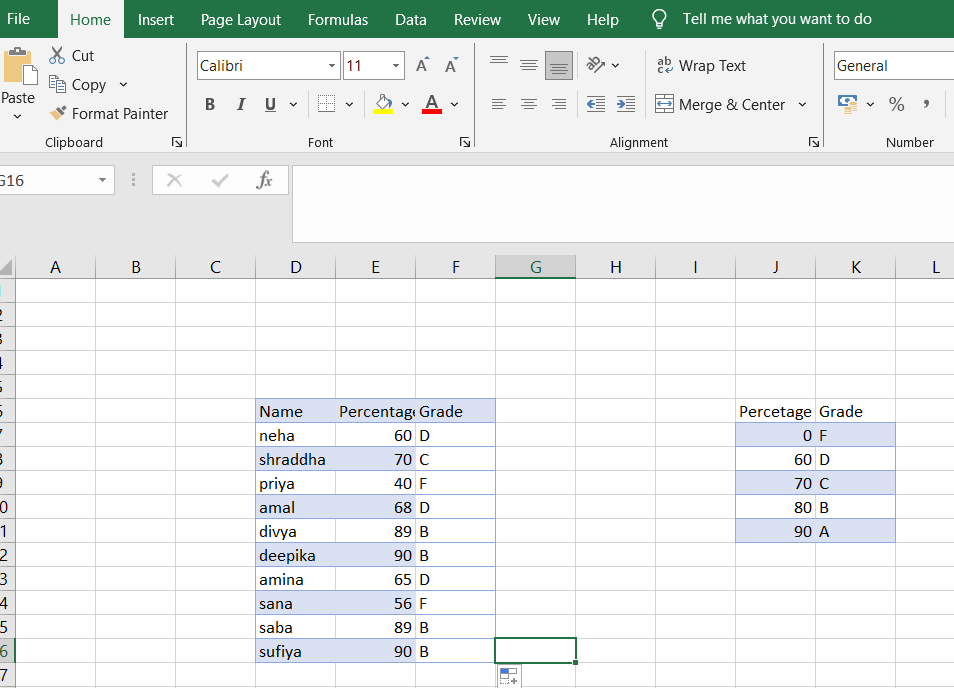 File Home Insert Page Layout Formulas Data Review View Help Tell me what you want to do
Cut
Copy
Format Painter
Paste
Clipboard
Calibri 11 A A
B I U A
Font
ab Wrap Text
Merge & Center
Alignment
General
% ,
Number
G16 fx
A B C D E F G H I J K L
Name Percentage Grade
neha 60 D
shraddha 70 C
priya 40 F
amal 68 D
divya 89 B
deepika 90 B
amina 65 D
sana 56 F
saba 89 B
sufiya 90 B
Percetage Grade
0 F
60 D
70 C
80 B
90 A